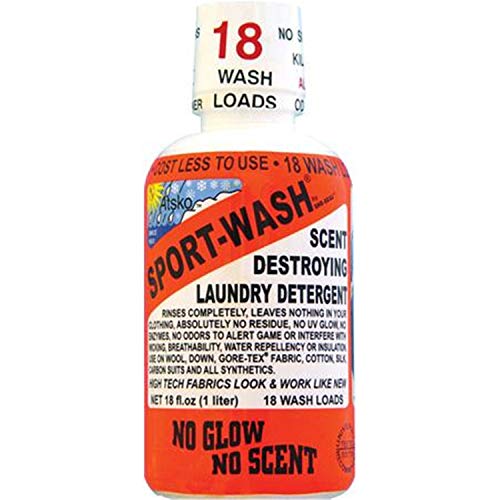 18
NO S
WASH
KIL
LOADS
COST LESS TO USE • 18 WASH LO
Atsko™
SPORT-WASH®
SCENT
DESTROYING
LAUNDRY DETERGENT
RINSES COMPLETELY, LEAVES NOTHING IN YOUR
CLOTHING, ABSOLUTELY NO RESIDUE, NO UV GLOW, NO
ENZYMES, NO ODORS TO ALERT GAME OR INTERFERE WITH
WICKING, BREATHABILITY, WATER REPELLENCY OR INSULATION.
USE ON WOOL, DOWN, GORE-TEX® FABRIC, COTTON, SILK,
CARBON SUITS AND ALL SYNTHETICS.
HIGH TECH FABRICS LOOK & WORK LIKE NEW
NET 18 fl.oz (1 liter) 18 WASH LOADS
NO GLOW
NO SCENT